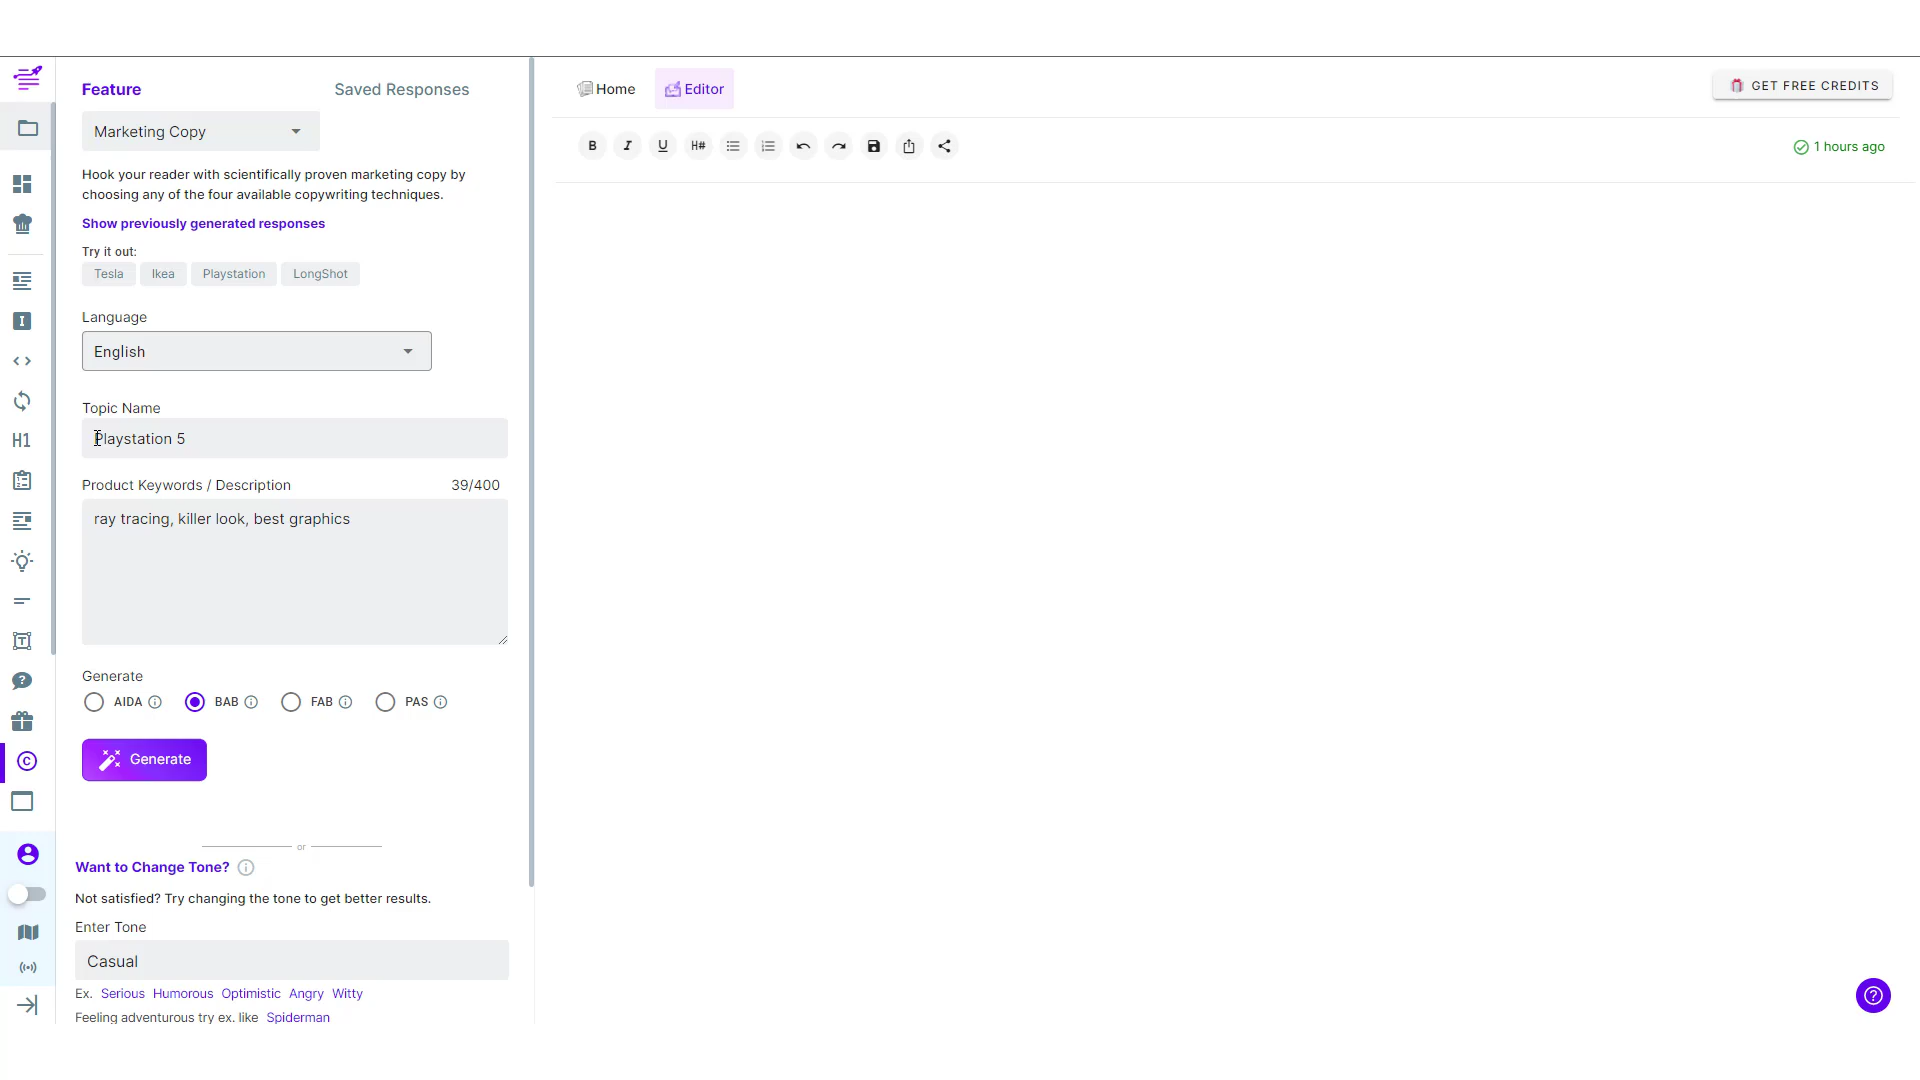 Feature
Saved Responses
Marketing Copy
Hook your reader with scientifically proven marketing copy by
choosing any of the four available copywriting techniques.
Show previously generated responses
Try it out:
Tesla Ikea Playstation LongShot
Language
English
Topic Name
Playstation 5
Product Keywords / Description 39/400
ray tracing, killer look, best graphics
Generate
AIDA BAB FAB PAS
Generate
or
Want to Change Tone?
Not satisfied? Try changing the tone to get better results.
Enter Tone
Casual
Ex. Serious Humorous Optimistic Angry Witty
Feeling adventurous try ex. like Spiderman
H1
Home
Editor
GET FREE CREDITS
B I U H#
1 hours ago